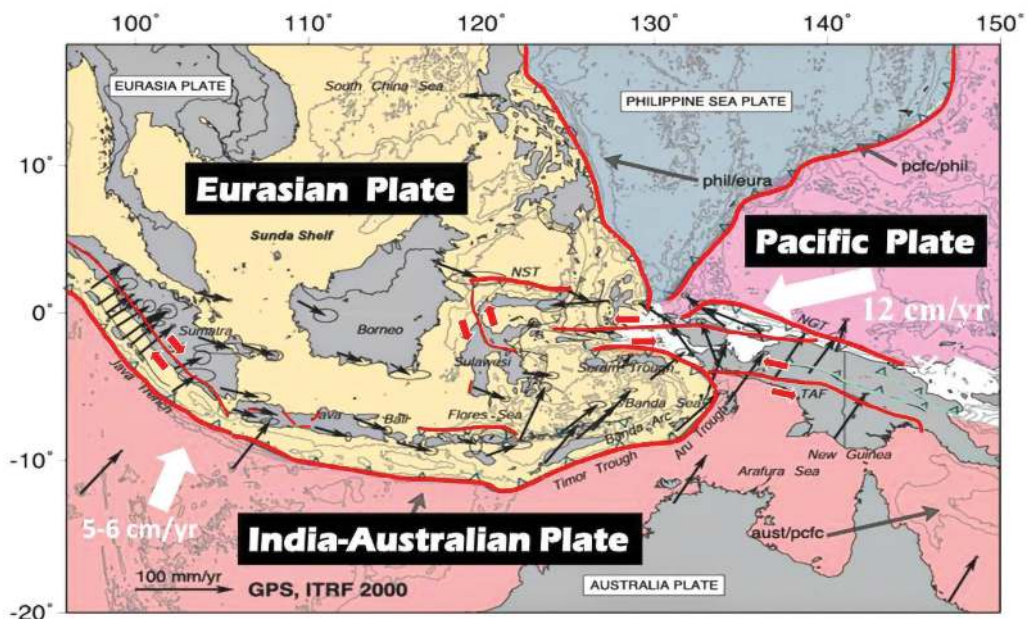 100° 110° 120° 130° 140° 150°
EURASIA PLATE
South China Sea
PHILIPPINE SEA PLATE
10°
phil/eura
pcfc/phil
Eurasian Plate
Sunda Shelf
Pacific Plate
NST
0°
12 cm/yr
NGT
Sumatra
Borneo
Sulawesi
Seram Trough
Java Trench
TAF
Java
Bali
Flores Sea
Banda Sea
Banda Arc
-10°
Timor Trough
Aru Trough
New Guinea
Arafura Sea
5-6 cm/yr
India-Australian Plate
aust/pcfc
100 mm/yr
GPS, ITRF 2000
AUSTRALIA PLATE
-20°